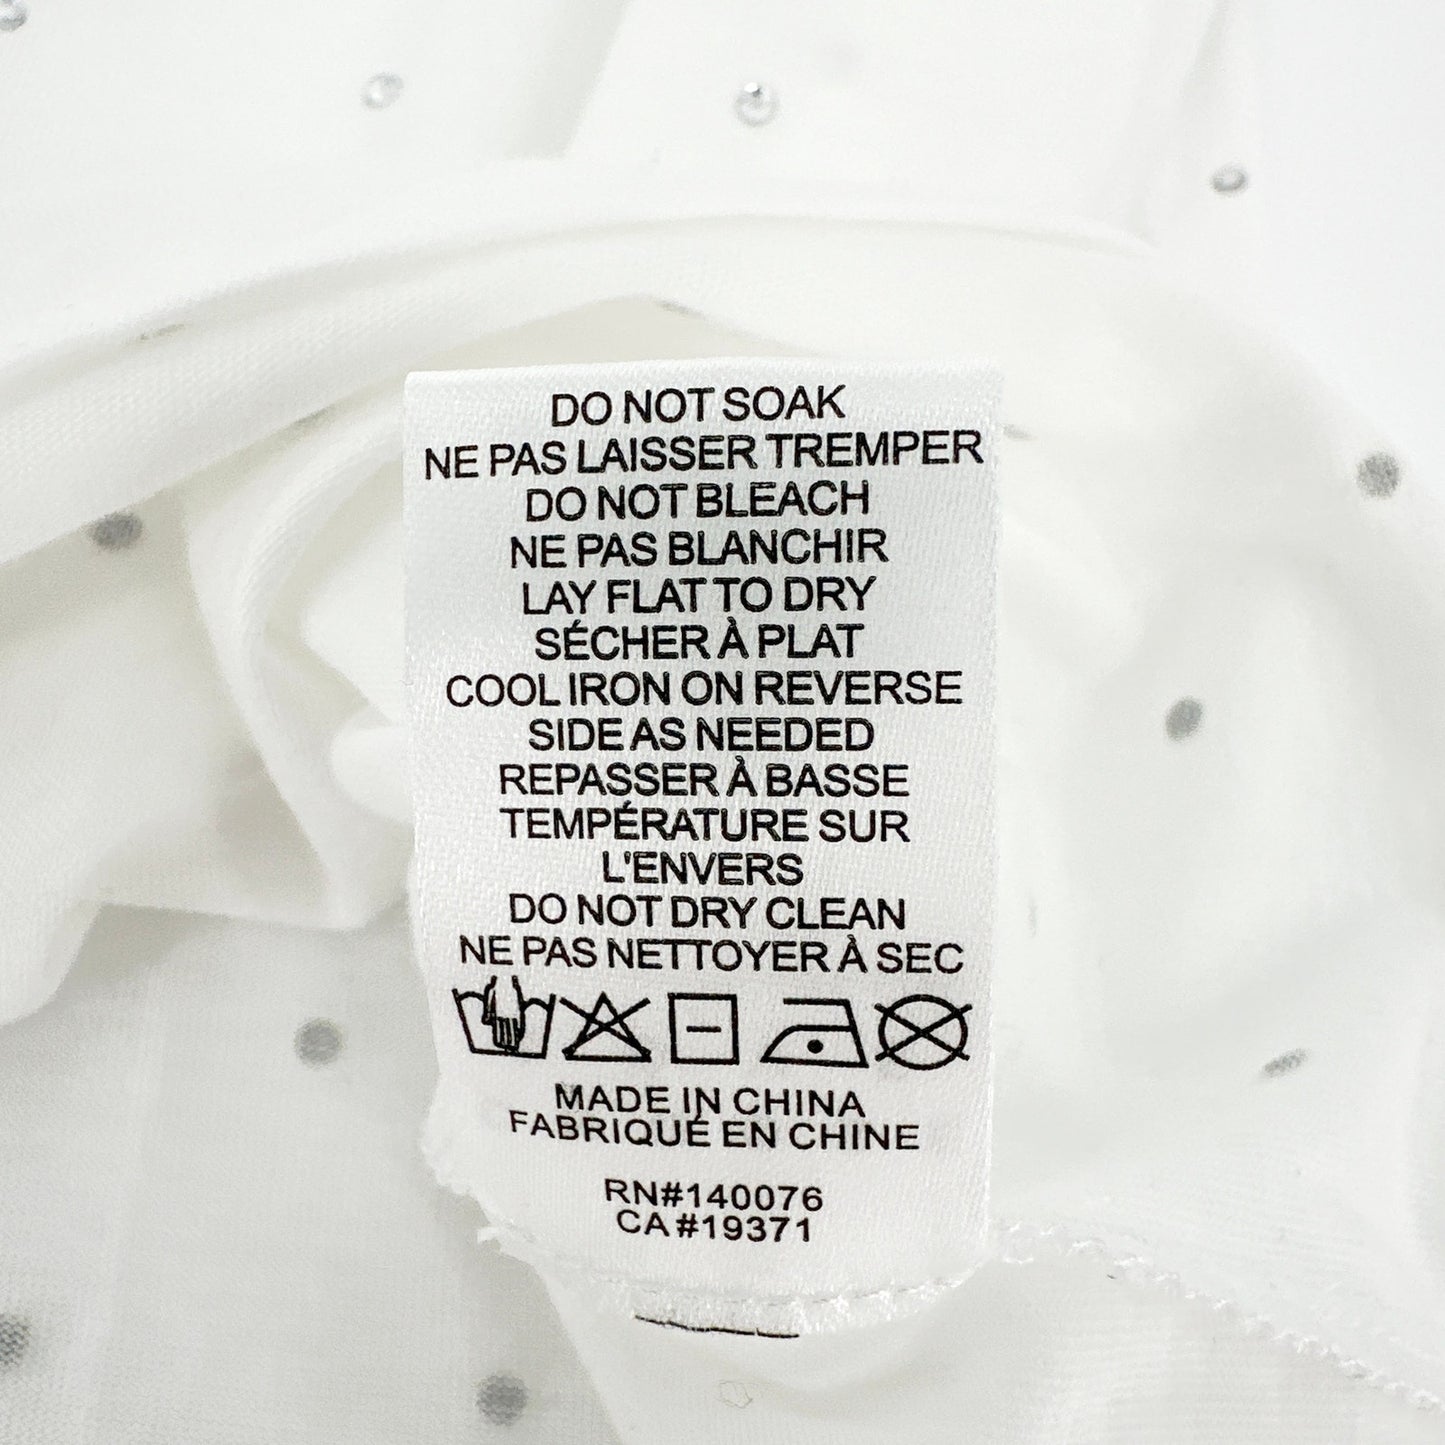 DO NOT SOAK
NE PAS LAISSER TREMPER
DO NOT BLEACH
NE PAS BLANCHIR
LAY FLAT TO DRY
SÉCHER À PLAT
COOL IRON ON REVERSE
SIDE AS NEEDED
REPASSER À BASSE
TEMPÉRATURE SUR
L'ENVERS
DO NOT DRY CLEAN
NE PAS NETTOYER À SEC
MADE IN CHINA
FABRIQUÉ EN CHINE
RN#140076
CA#19371